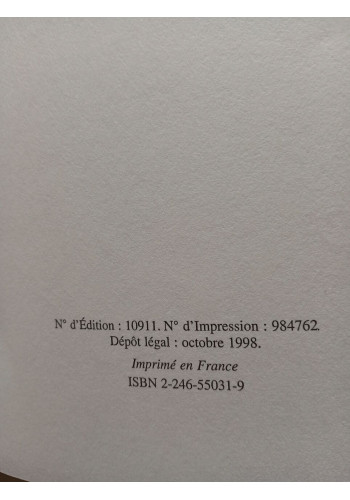 N° d'Édition : 10911. N° d'Impression : 984762.
Dépôt légal : octobre 1998.
Imprimé en France
ISBN 2-246-55031-9